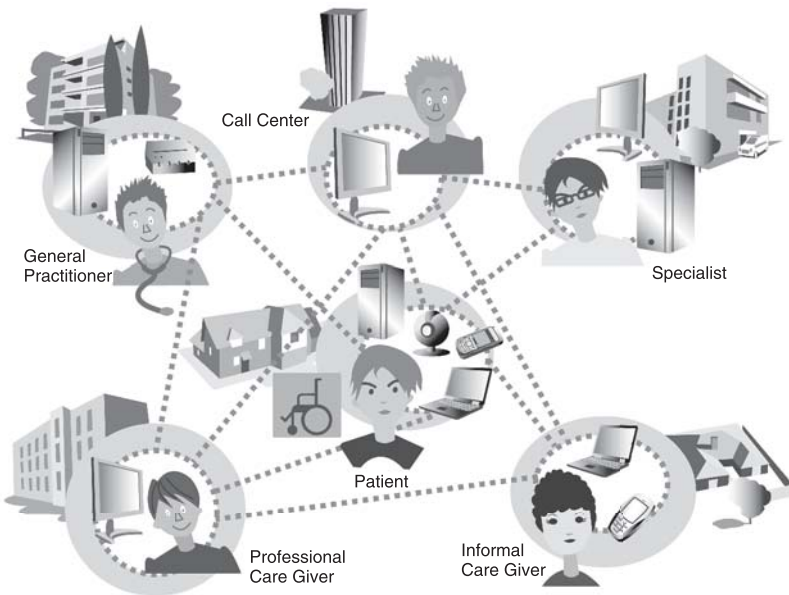 Call Center
General
Practitioner
Specialist
Patient
Professional
Care Giver
Informal
Care Giver